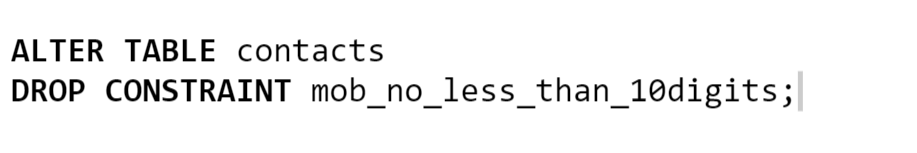 ALTER TABLE contacts
DROP CONSTRAINT mob_no_less_than_10digits;